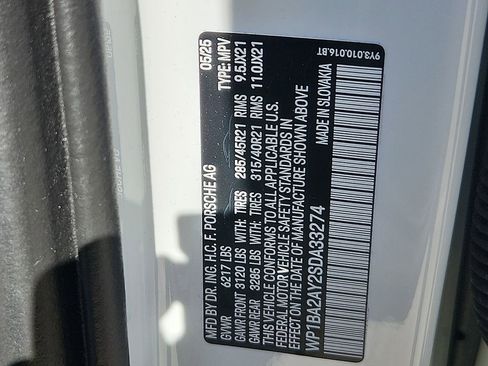 MFD BY DR. ING. H.C. F. PORSCHE AG 05/25
GVWR 6217 LBS TYPE: MPV
GAWR FRONT 3120 LBS WITH: TIRES 285/45R21 RIMS 9.5JX21
GAWR REAR 3285 LBS WITH: TIRES 315/40R21 RIMS 11.0JX21
THIS VEHICLE CONFORMS TO ALL APPLICABLE U.S.
FEDERAL MOTOR VEHICLE SAFETY STANDARDS IN
EFFECT ON THE DATE OF MANUFACTURE SHOWN ABOVE
WP1BA2AY2SDA33274 MADE IN SLOVAKIA
9Y3.010.016.BT